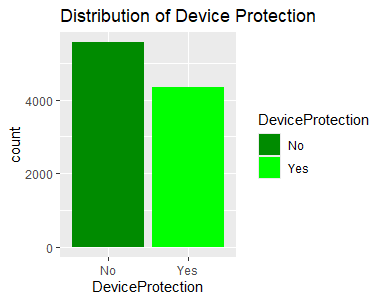 Distribution of Device Protection
count
4000
2000
0
No Yes
DeviceProtection
DeviceProtection
No
Yes